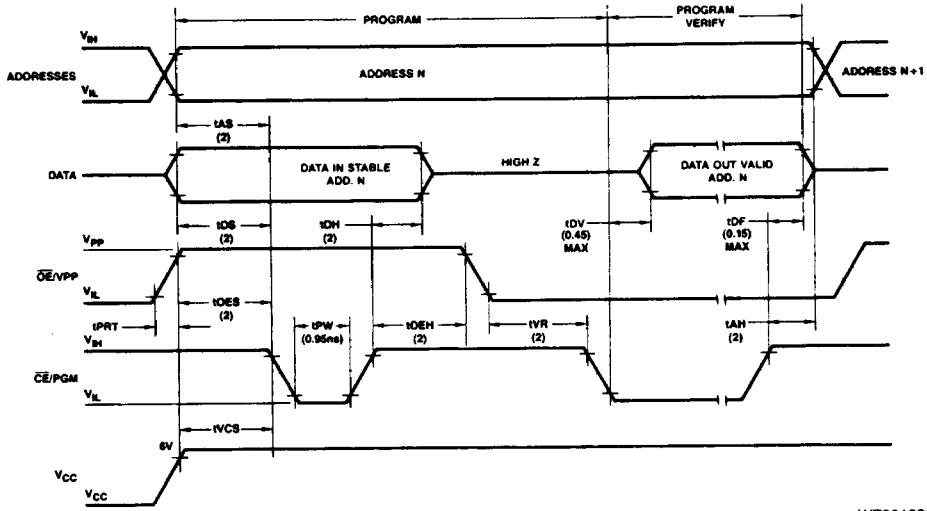 PROGRAM
PROGRAM
VERIFY
VIH
ADDRESSES
ADDRESS N
ADDRESS N+1
VIL
tAS
(2)
DATA
DATA IN STABLE
ADD. N
HIGH Z
DATA OUT VALID
ADD. N
tDS
(2)
tDH
(2)
tDV
(0.45)
MAX
tDF
(0.15)
MAX
VPP
OE/VPP
VIL
tOES
(2)
tPRT
tPW
(0.95ns)
tOEH
(2)
tVR
(2)
tAH
(2)
VIH
CE/PGM
VIL
tVCS
6V
VCC
VCC